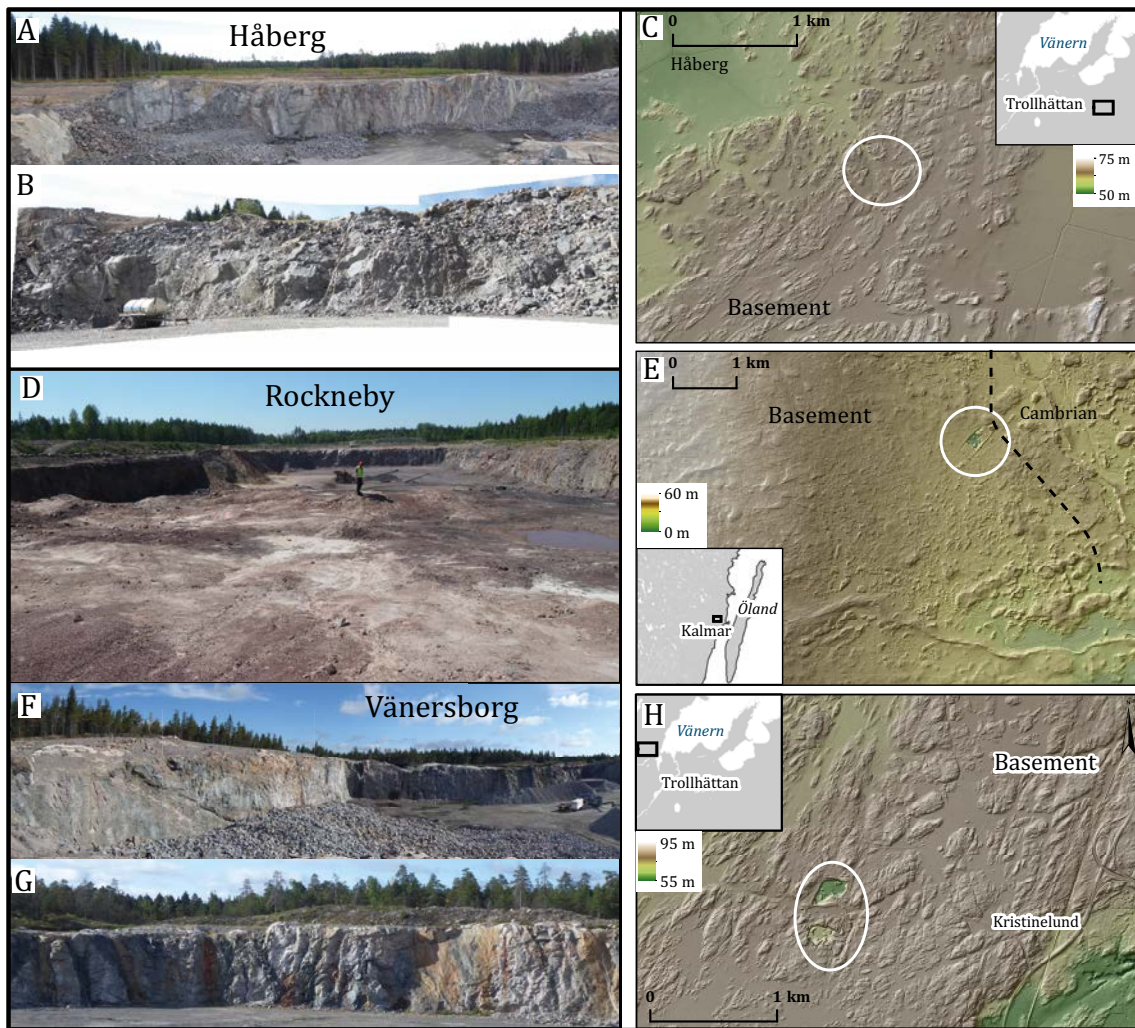 A
Håberg
B
C
0
1 km
Håberg
Vänern
Trollhättan
75 m
50 m
Basement
D
Rockneby
E
0
1 km
Basement
Cambrian
60 m
0 m
Öland
Kalmar
F
Vänersborg
G
H
Vänern
Trollhättan
Basement
95 m
55 m
Kristinelund
0
1 km